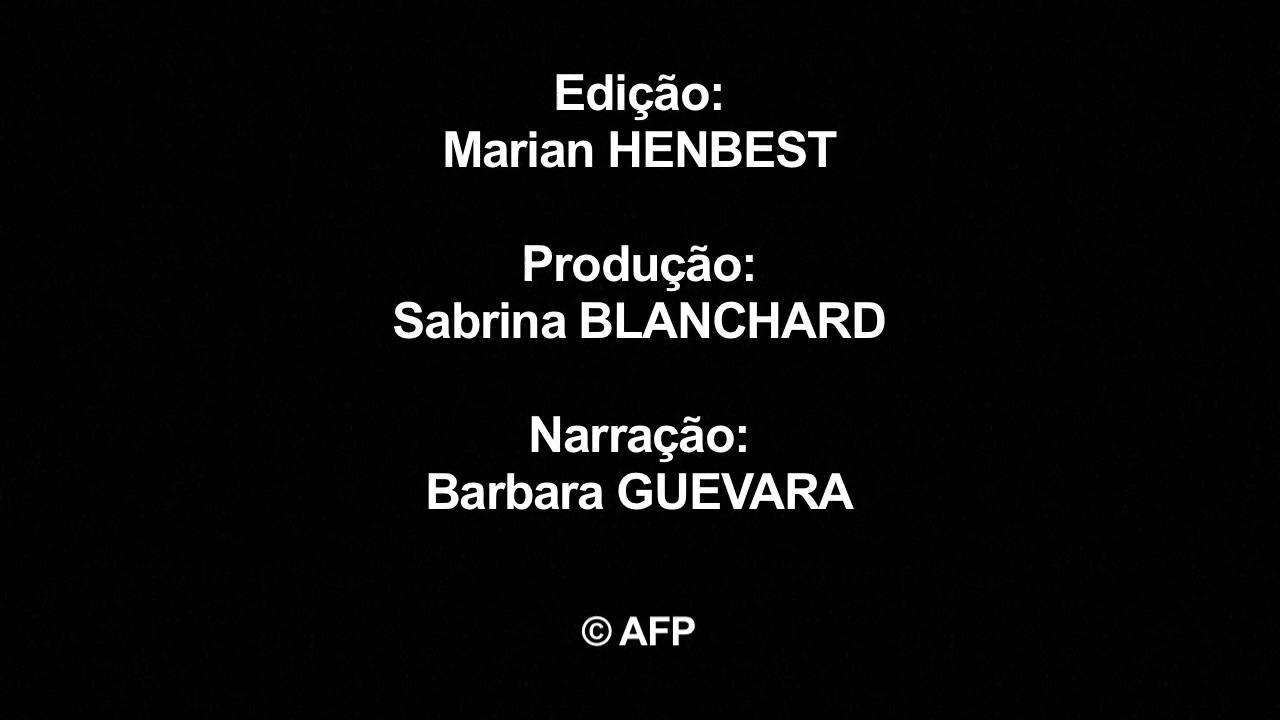 Edição:
Marian HENBEST
Produção:
Sabrina BLANCHARD
Narração:
Barbara GUEVARA
© AFP